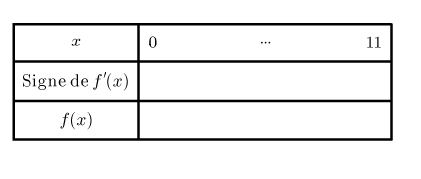 x 0 ... 11
Signe de f′(x)
f(x)